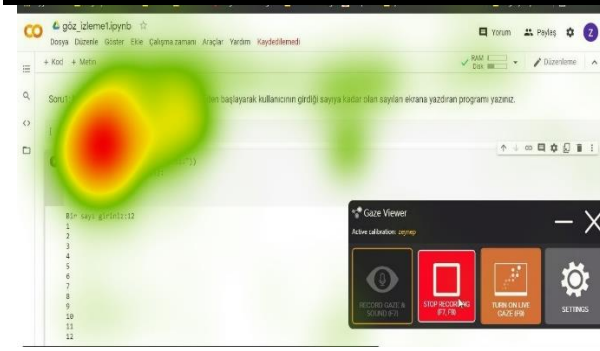 göz_izleme1.ipynb
Dosya Düzenle Göster Ekle Çalışma zamanı Araçlar Yardım Kaydedilemedi
Yorum Paylaş Z
+ Kod + Metin
RAM
Disk
Düzenleme
Soru1: den başlayarak kullanıcının girdiği sayıya kadar olan sayıları ekrana yazdıran programı yazınız.
Bir sayı giriniz:12
1
2
3
4
5
6
7
8
9
10
11
12
Gaze Viewer
Active calibration: zeynep
RECORD GAZE & SOUND (F7)
STOP RECORDING (F7, F8)
TURN ON LIVE GAZE (F9)
SETTINGS